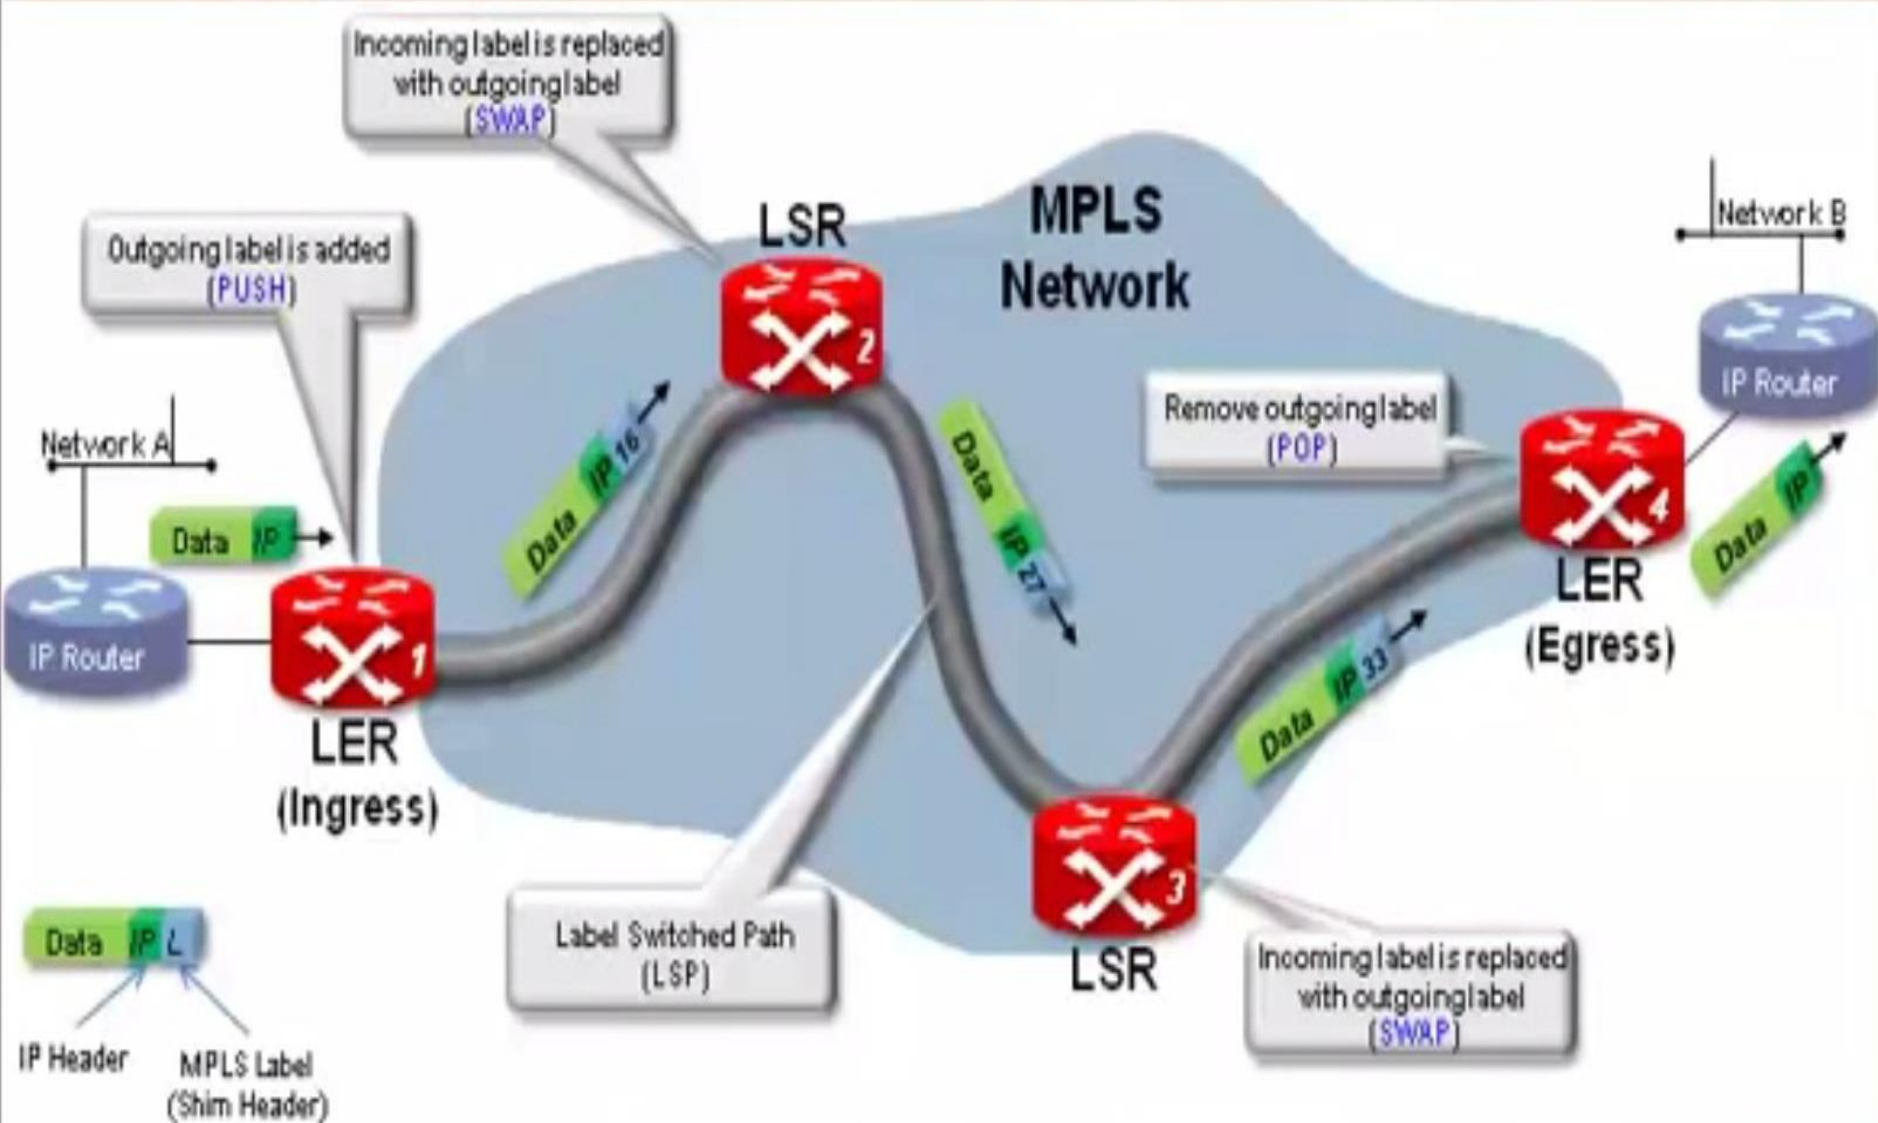 Incoming label is replaced
with outgoing label
(SWAP)
Outgoing label is added
(PUSH)
LSR
2
MPLS
Network
Network B
IP Router
Remove outgoing label
(POP)
Network A
Data IP
IP Router
1
LER
(Ingress)
Data IP 16
Data IP 27
Data IP 33
4
LER
(Egress)
Data IP
3
LSR
Label Switched Path
(LSP)
Incoming label is replaced
with outgoing label
(SWAP)
Data IP L
IP Header
MPLS Label
(Shim Header)